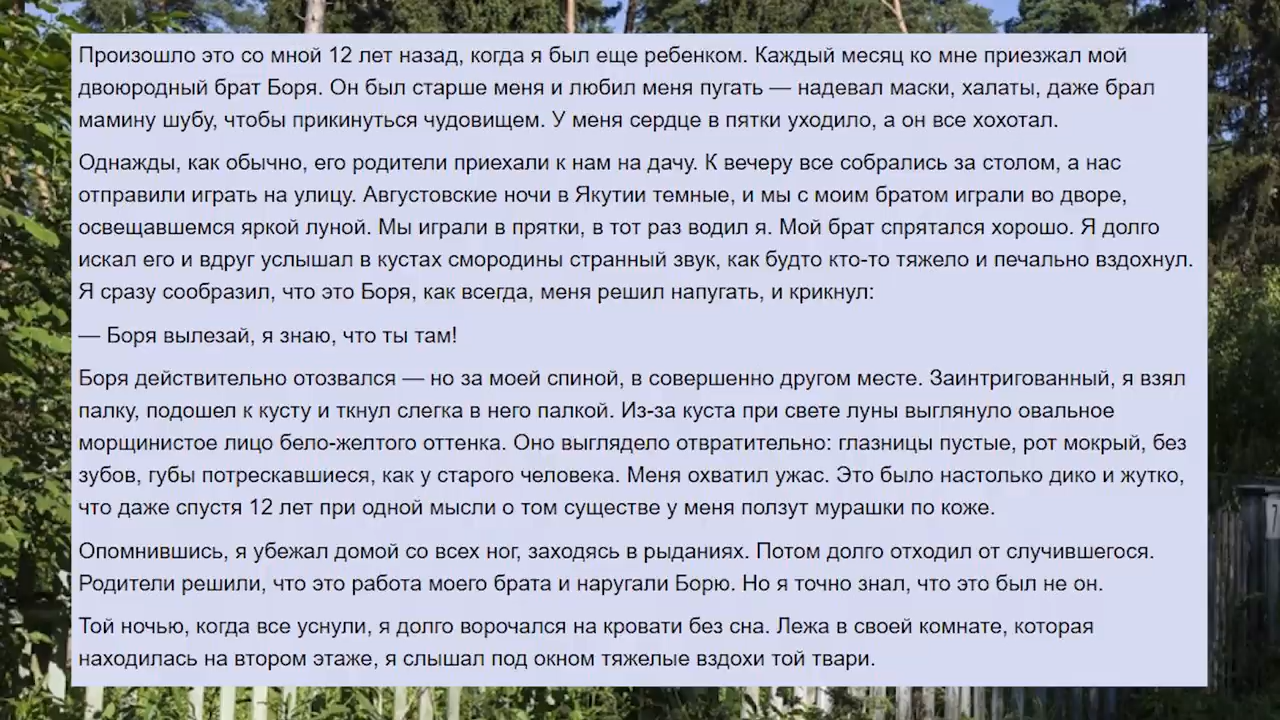 Произошло это со мной 12 лет назад, когда я был еще ребенком. Каждый месяц ко мне приезжал мой
двоюродный брат Боря. Он был старше меня и любил меня пугать — надевал маски, халаты, даже брал
мамину шубу, чтобы прикинуться чудовищем. У меня сердце в пятки уходило, а он все хохотал.
Однажды, как обычно, его родители приехали к нам на дачу. К вечеру все собрались за столом, а нас
отправили играть на улицу. Августовские ночи в Якутии темные, и мы с моим братом играли во дворе,
освещавшемся яркой луной. Мы играли в прятки, в тот раз водил я. Мой брат спрятался хорошо. Я долго
искал его и вдруг услышал в кустах смородины странный звук, как будто кто-то тяжело и печально вздохнул.
Я сразу сообразил, что это Боря, как всегда, меня решил напугать, и крикнул:
— Боря вылезай, я знаю, что ты там!
Боря действительно отозвался — но за моей спиной, в совершенно другом месте. Заинтригованный, я взял
палку, подошел к кусту и ткнул слегка в него палкой. Из-за куста при свете луны выглянуло овальное
морщинистое лицо бело-желтого оттенка. Оно выглядело отвратительно: глазницы пустые, рот мокрый, без
зубов, губы потрескавшиеся, как у старого человека. Меня охватил ужас. Это было настолько дико и жутко,
что даже спустя 12 лет при одной мысли о том существе у меня ползут мурашки по коже.
Опомнившись, я убежал домой со всех ног, заходясь в рыданиях. Потом долго отходил от случившегося.
Родители решили, что это работа моего брата и наругали Борю. Но я точно знал, что это был не он.
Той ночью, когда все уснули, я долго ворочался на кровати без сна. Лежа в своей комнате, которая
находилась на втором этаже, я слышал под окном тяжелые вздохи той твари.